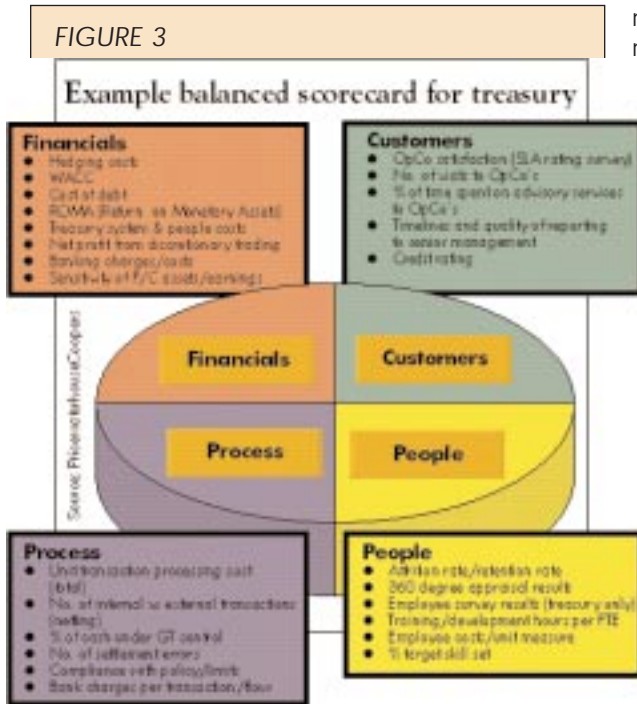 FIGURE 3
Example balanced scorecard for treasury
Financials
Hedging costs
WACC
Cost of debt
ROMA (Return on Monetary Assets)
Treasury system & people costs
Net profit from discretionary trading
Banking charges/costs
Sensitivity of F/C assets/earnings
Customers
OpCo satisfaction (SLA rating survey)
No. of visits to OpCo's
% of time spent on advisory services
to OpCo's
Timelines and quality of reporting
to senior management
Credit rating
Financials
Customers
Process
People
Source: PricewaterhouseCoopers
Process
Unit transaction processing cost
(total)
No. of internal vs external transactions
(netting)
% of cash under GT control
No. of settlement errors
Compliance with policy/limits
Bank charges per transaction/flow
People
Attrition rate/retention rate
360 degree appraisal results
Employee survey results (treasury only)
Training/development hours per FTE
Employee costs/unit measure
% target skill set